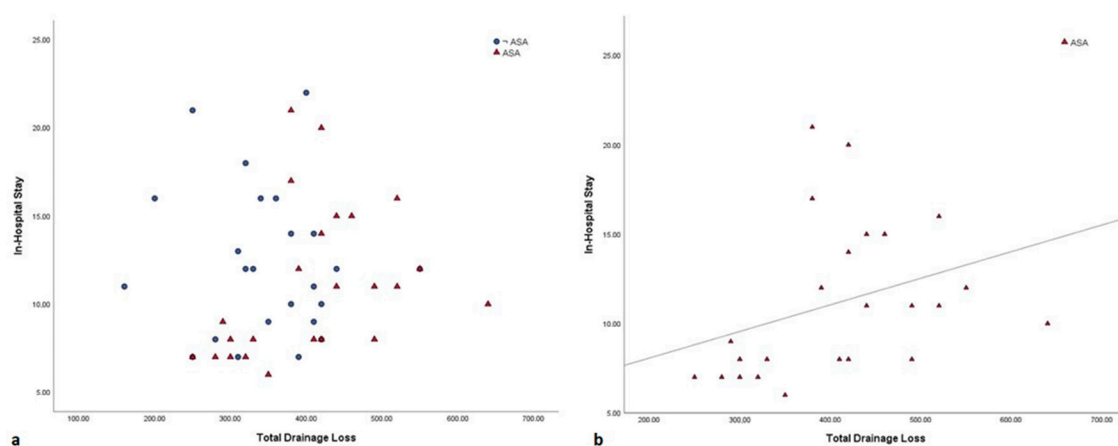 25.00
20.00
15.00
10.00
5.00
In-Hospital Stay
100.00 200.00 300.00 400.00 500.00 600.00 700.00
Total Drainage Loss
¬ ASA
ASA
a
25.00
20.00
15.00
10.00
5.00
In-Hospital Stay
200.00 300.00 400.00 500.00 600.00 700.00
Total Drainage Loss
ASA
b